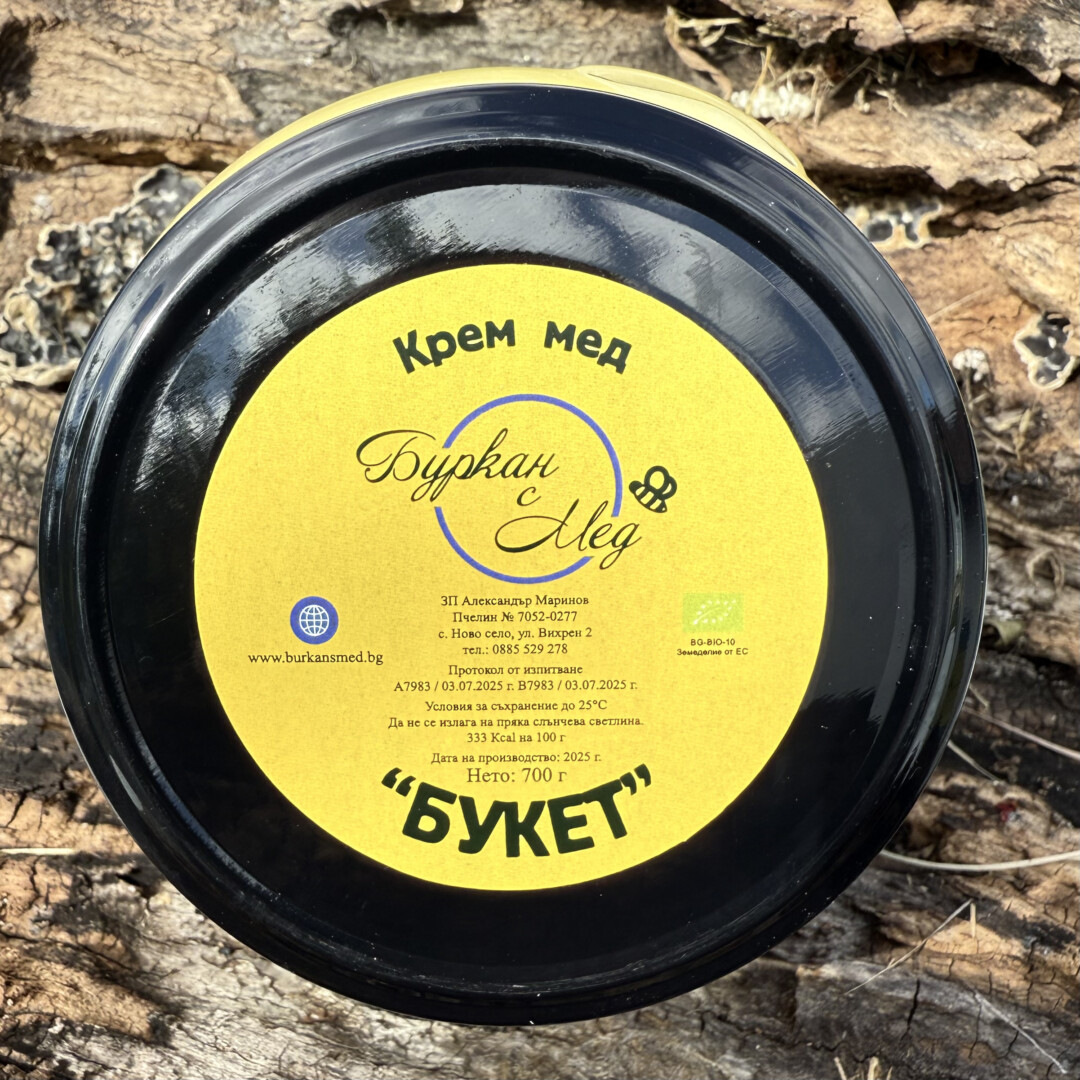 Крем мед
Буркан
с
Мед
ЗП Александър Маринов
Пчелин № 7052-0277
с. Ново село, ул. Вихрен 2
тел.: 0885 529 278
www.burkansmed.bg
BG-BIO-10
Земеделие от ЕС
Протокол от изпитване
А7983 / 03.07.2025 г. В7983 / 03.07.2025 г.
Условия за съхранение до 25°C
Да не се излага на пряка слънчева светлина.
333 Kcal на 100 г
Дата на производство: 2025 г.
Нето: 700 г
“БУКЕТ”